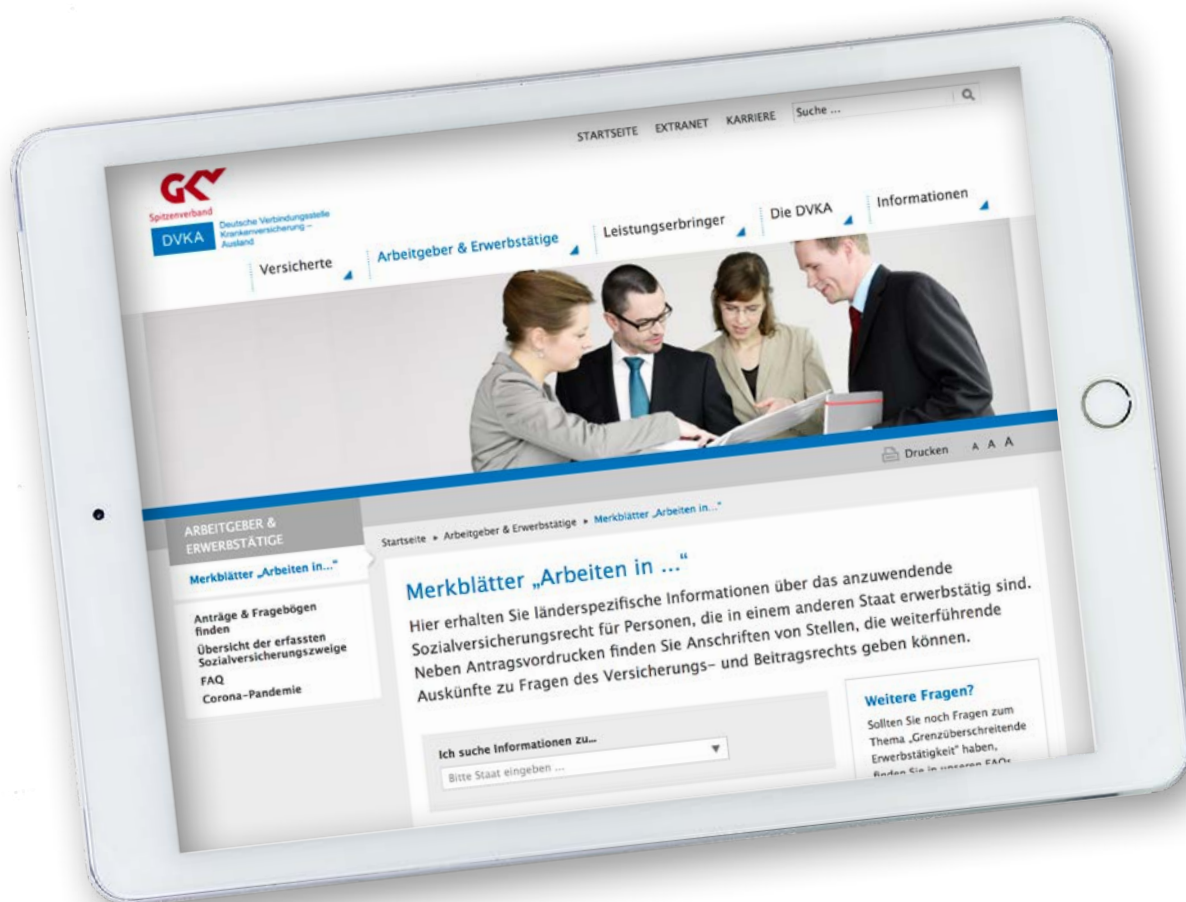 STARTSEITE EXTRANET KARRIERE Suche ...
GKV
Spitzenverband
DVKA
Deutsche Verbindungsstelle
Krankenversicherung –
Ausland
Versicherte Arbeitgeber & Erwerbstätige Leistungserbringer Die DVKA Informationen
Drucken A A A
ARBEITGEBER &
ERWERBSTÄTIGE
Merkblätter „Arbeiten in...“
Anträge & Fragebögen
finden
Übersicht der erfassten
Sozialversicherungszweige
FAQ
Corona-Pandemie
Startseite ▸ Arbeitgeber & Erwerbstätige ▸ Merkblätter „Arbeiten in...“
Merkblätter „Arbeiten in ...“
Hier erhalten Sie länderspezifische Informationen über das anzuwendende
Sozialversicherungsrecht für Personen, die in einem anderen Staat erwerbstätig sind.
Neben Antragsvordrucken finden Sie Anschriften von Stellen, die weiterführende
Auskünfte zu Fragen des Versicherungs- und Beitragsrechts geben können.
Ich suche Informationen zu...
Bitte Staat eingeben ...
Weitere Fragen?
Sollten Sie noch Fragen zum
Thema „Grenzüberschreitende
Erwerbstätigkeit“ haben,
finden Sie in unseren FAQs